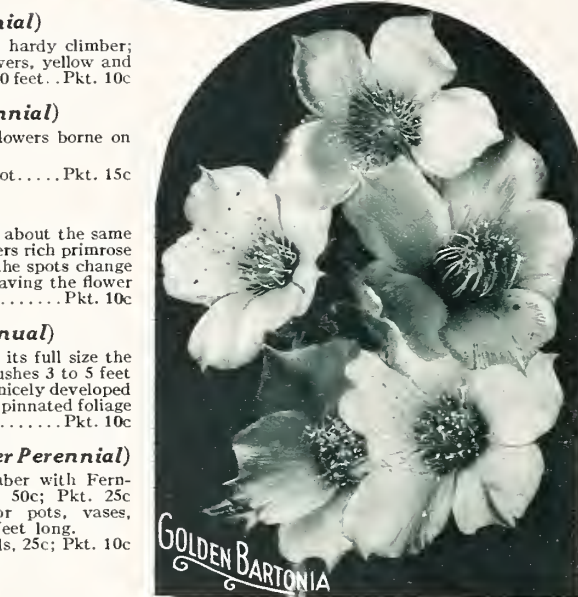 nial)
hardy climber;
vers, yellow and
0 feet. . Pkt. 10c
nnial)
lowers borne on
ot.....Pkt. 15c
about the same
ers rich primrose
he spots change
aving the flower
.......Pkt. 10c
nual)
its full size the
ushes 3 to 5 feet
nicely developed
pinnated foliage
.......Pkt. 10c
er Perennial)
ber with Fern-
50c; Pkt. 25c
or pots, vases,
feet long.
ls, 25c; Pkt. 10c
GOLDEN BARTONIA